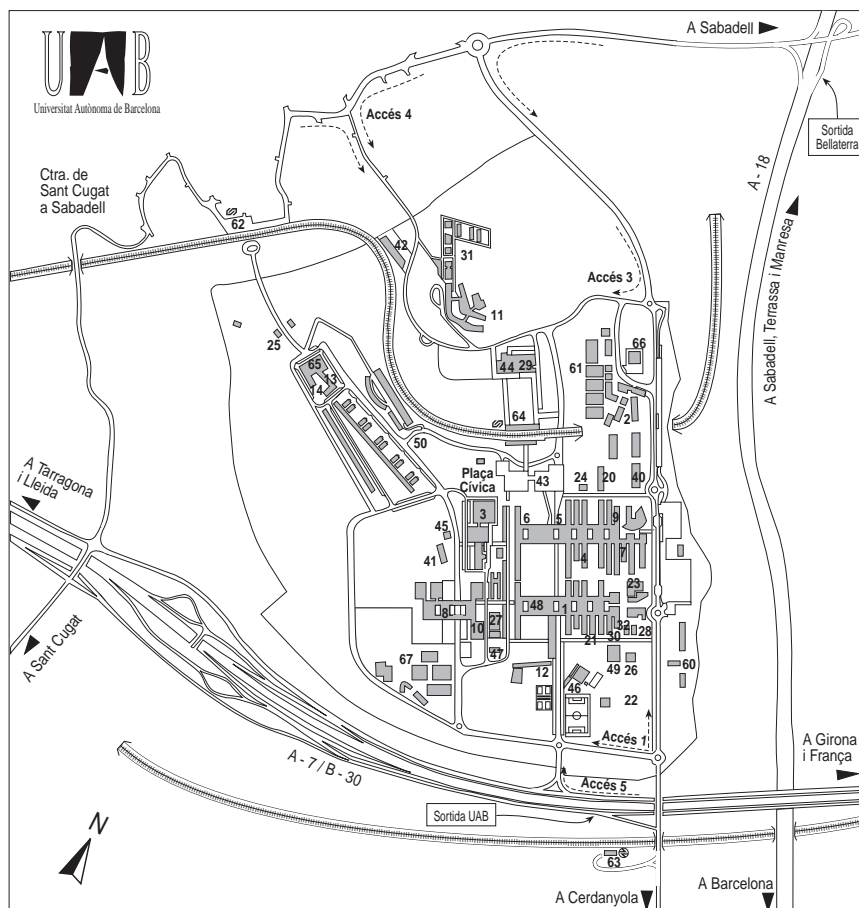 UAB
Universitat Autònoma de Barcelona
A Sabadell
Accés 4
Sortida
Bellaterra
Ctra. de
Sant Cugat
a Sabadell
A - 18
A Sabadell, Terrassa i Manresa
62
42
31
Accés 3
11
25
65
13
14
44
29
61
66
2
64
50
Plaça
Cívica
43
24
20
40
A Tarragona
i Lleida
3
6
5
9
45
41
4
7
8
10
27
48
1
23
21
30
32
28
47
A Sant Cugat
67
12
46
49
26
60
22
Accés 1
A - 7 / B - 30
Accés 5
A Girona
i França
Sortida UAB
N
63
A Cerdanyola
A Barcelona